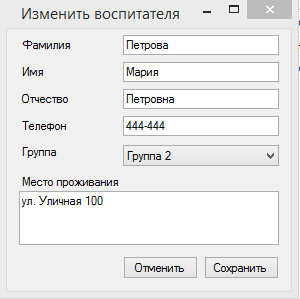 Изменить воспитателя
Фамилия Петрова
Имя Мария
Отчество Петровна
Телефон 444-444
Группа Группа 2
Место проживания
ул. Уличная 100
Отменить Сохранить